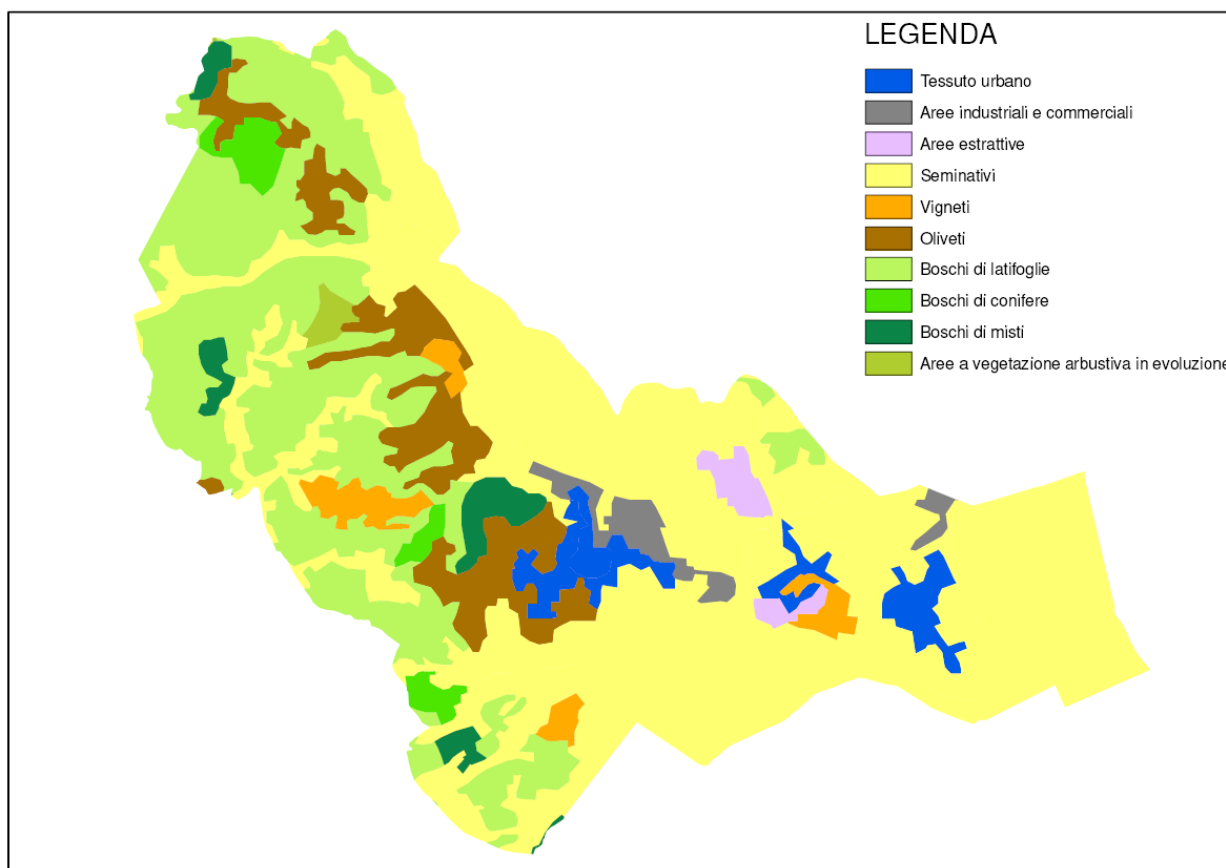 LEGENDA
Tessuto urbano
Aree industriali e commerciali
Aree estrattive
Seminativi
Vigneti
Oliveti
Boschi di latifoglie
Boschi di conifere
Boschi di misti
Aree a vegetazione arbustiva in evoluzione